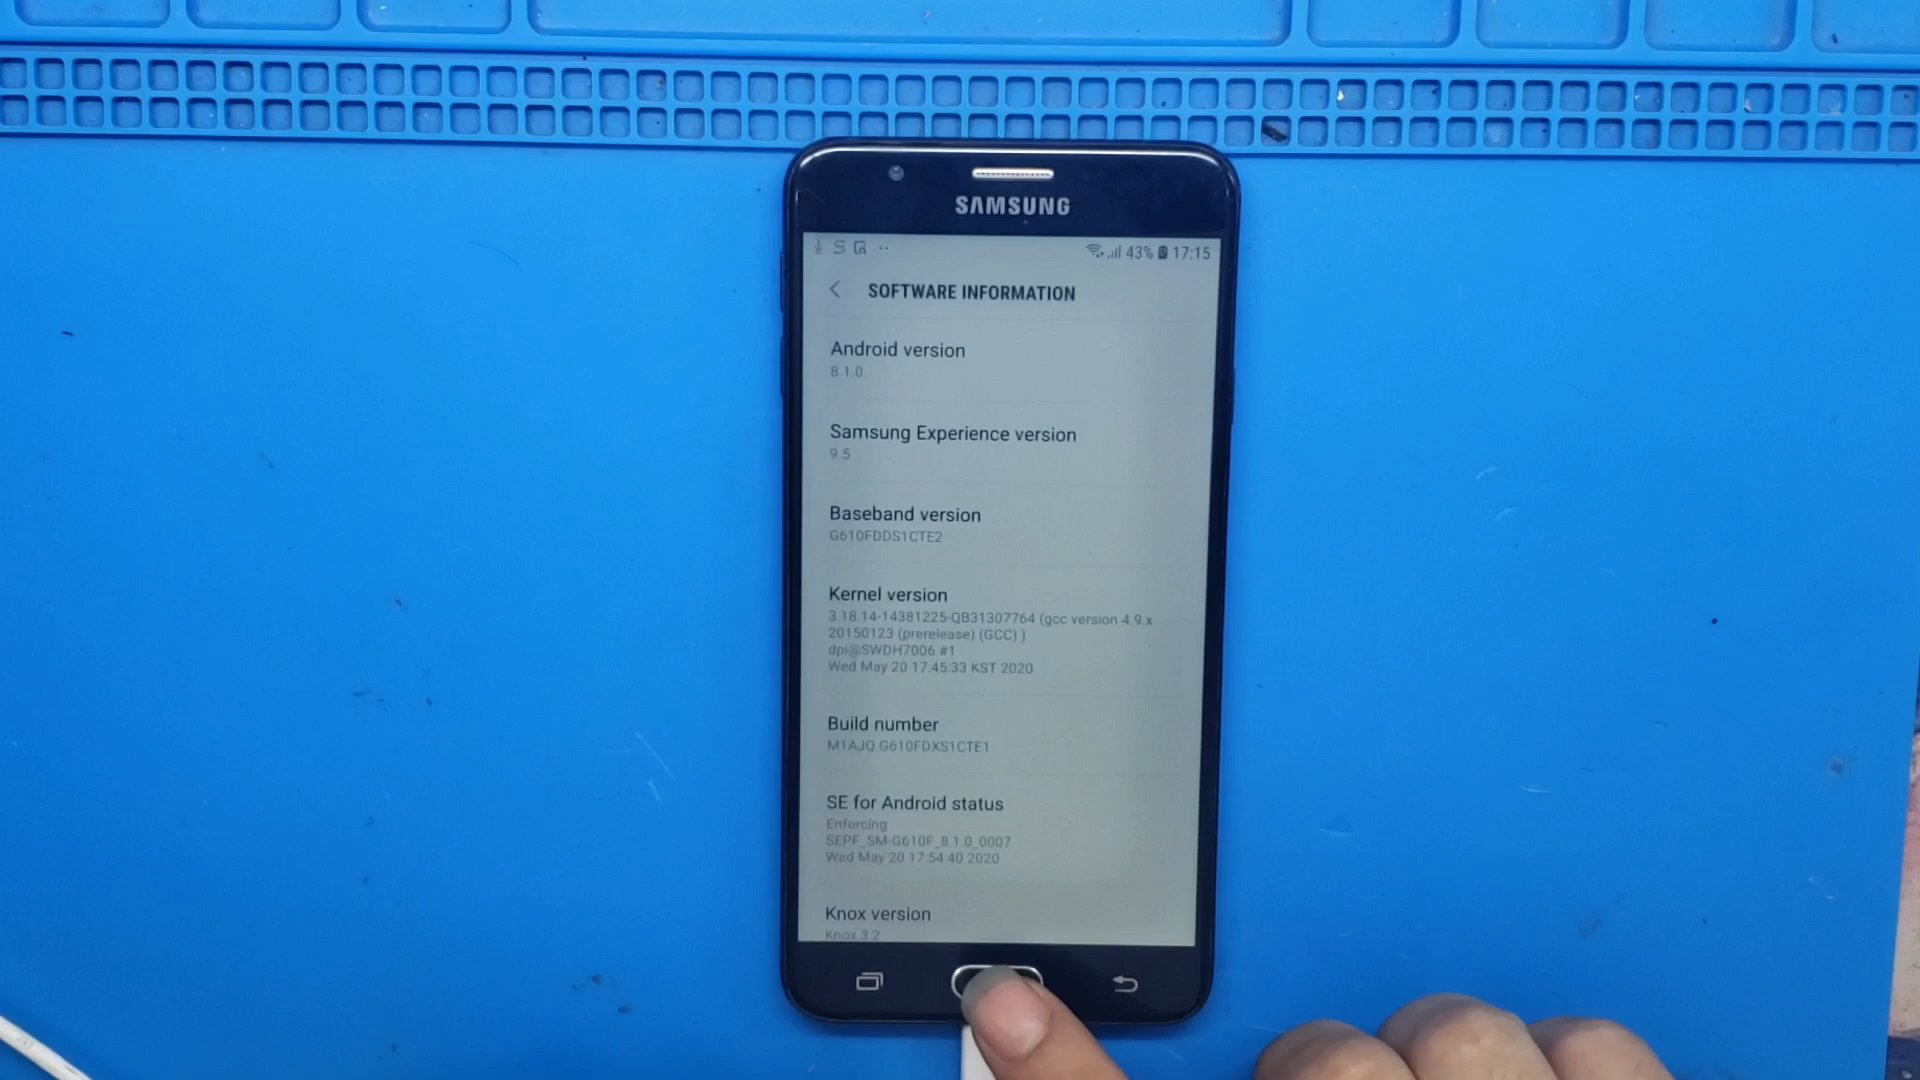 SAMSUNG
43% 17:15
SOFTWARE INFORMATION
Android version
8.1.0
Samsung Experience version
9.5
Baseband version
G610FDDS1CTE2
Kernel version
3.18.14-14381225-QB31307764 (gcc version 4.9.x
20150123 (prerelease) (GCC) )
dpi@SWDH7006 #1
Wed May 20 17:45:33 KST 2020
Build number
M1AJQ.G610FDXS1CTE1
SE for Android status
Enforcing
SEPF_SM-G610F_8.1.0_0007
Wed May 20 17:54:40 2020
Knox version
Knox 3.2